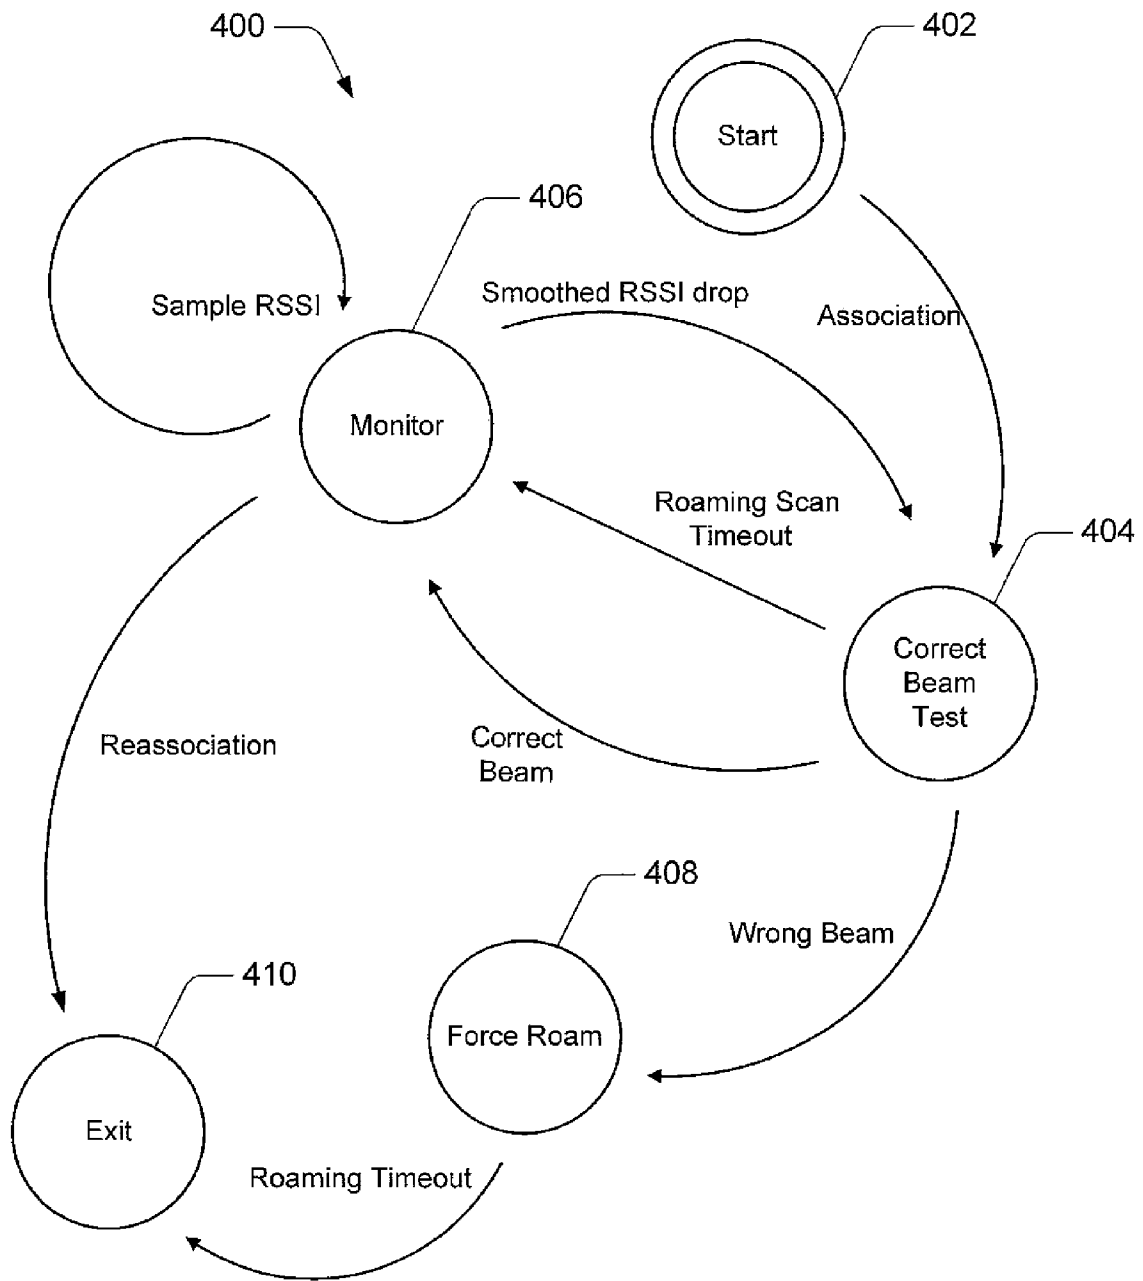 400
402
Start
406
Smoothed RSSI drop
Sample RSSI
Association
Monitor
Roaming Scan
Timeout
404
Correct
Beam
Test
Reassociation
Correct
Beam
408
Wrong Beam
410
Force Roam
Exit
Roaming Timeout